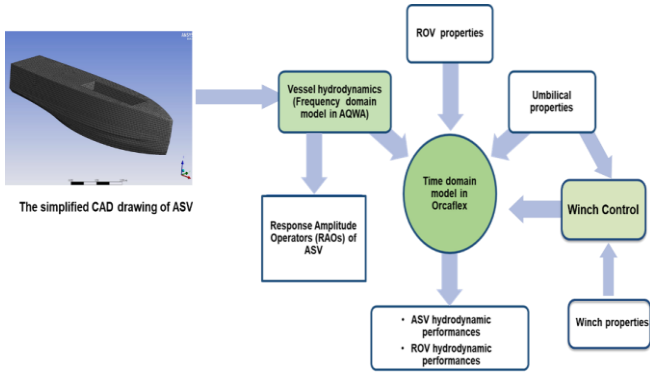 ROV properties
Vessel hydrodynamics
(Frequency domain
model in AQWA)
Umbilical
properties
Time domain
model in
Orcaflex
Winch Control
The simplified CAD drawing of ASV
Response Amplitude
Operators (RAOs) of
ASV
• ASV hydrodynamic
performances
• ROV hydrodynamic
performances
Winch properties